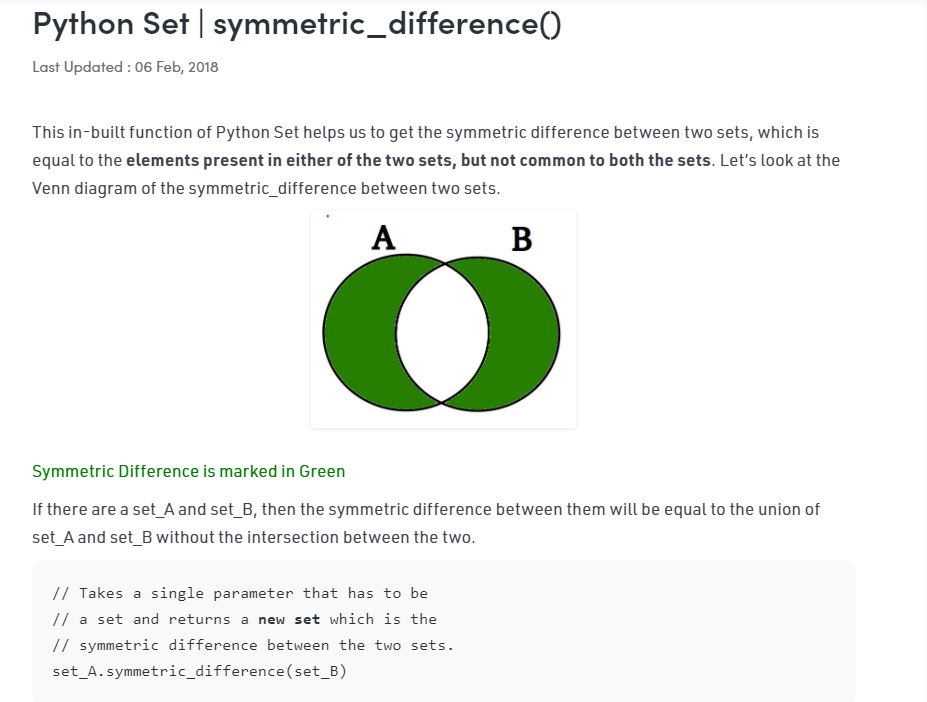 Python Set | symmetric_difference()
Last Updated : 06 Feb, 2018
This in-built function of Python Set helps us to get the symmetric difference between two sets, which is
equal to the elements present in either of the two sets, but not common to both the sets. Let's look at the
Venn diagram of the symmetric_difference between two sets.
A B
Symmetric Difference is marked in Green
If there are a set_A and set_B, then the symmetric difference between them will be equal to the union of
set_A and set_B without the intersection between the two.
// Takes a single parameter that has to be
// a set and returns a new set which is the
// symmetric difference between the two sets.
set_A.symmetric_difference(set_B)